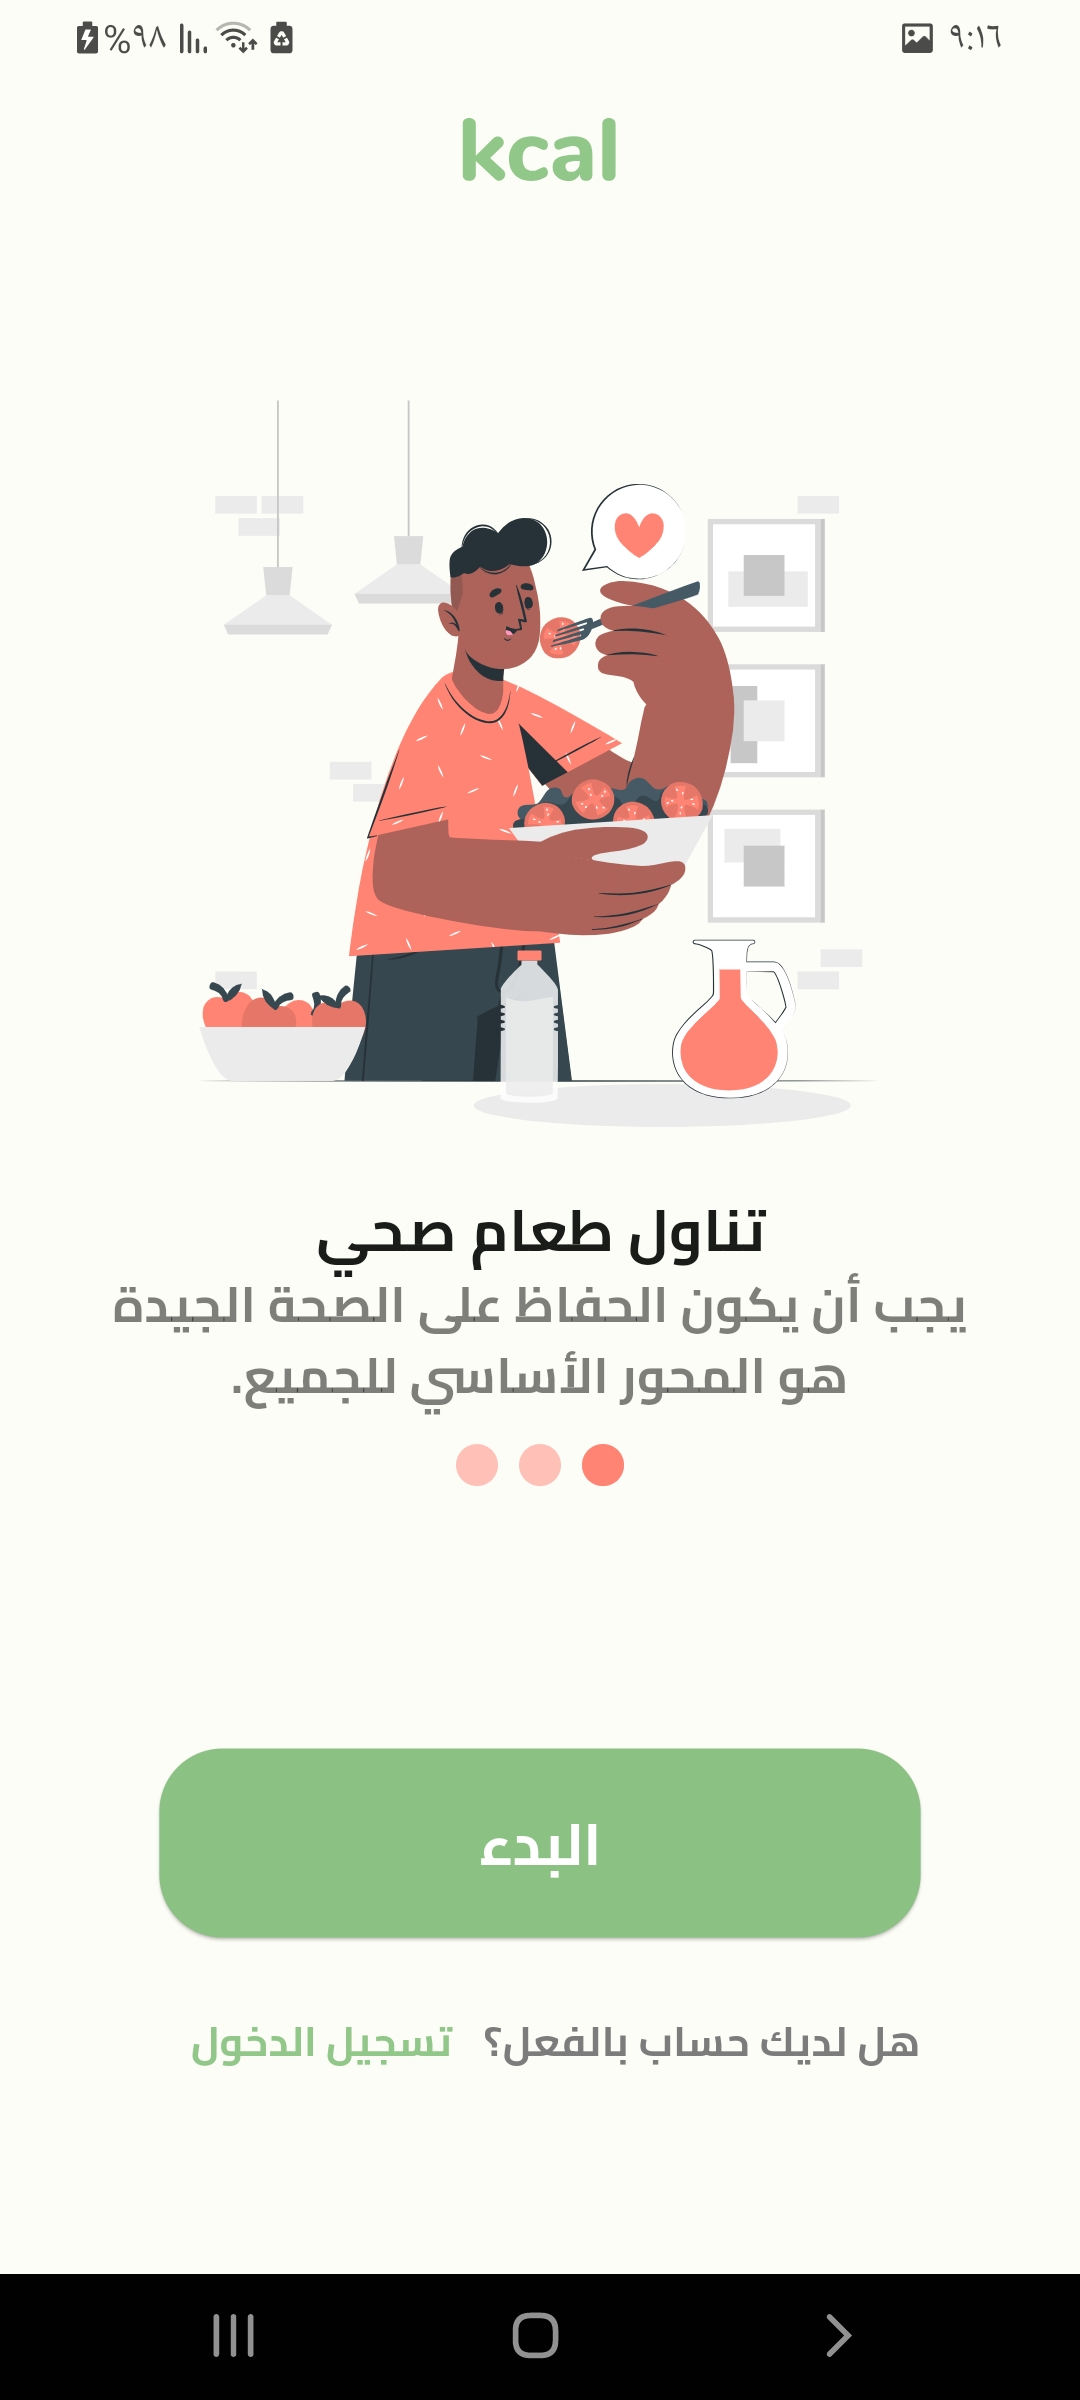 ٩:١٦
%٩٨
kcal
تناول طعام صحي
يجب أن يكون الحفاظ على الصحة الجيدة
هو المحور الأساسي للجميع.
البدء
هل لديك حساب بالفعل؟ تسجيل الدخول